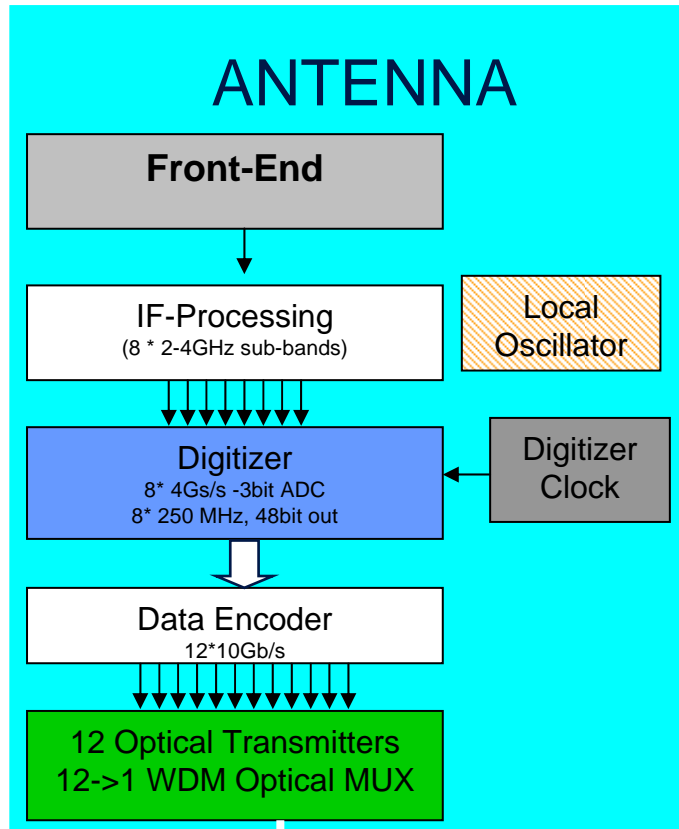 ANTENNA
Front-End
IF-Processing
(8 * 2-4GHz sub-bands)
Local
Oscillator
Digitizer
8* 4Gs/s -3bit ADC
8* 250 MHz, 48bit out
Digitizer
Clock
Data Encoder
12*10Gb/s
12 Optical Transmitters
12->1 WDM Optical MUX